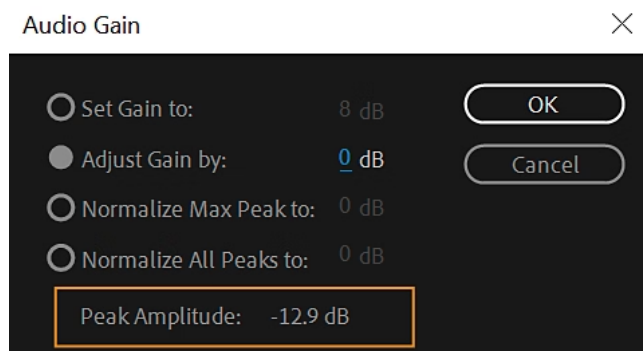 Audio Gain
Set Gain to: 8 dB OK
Adjust Gain by: 0 dB Cancel
Normalize Max Peak to: 0 dB
Normalize All Peaks to: 0 dB
Peak Amplitude: -12.9 dB